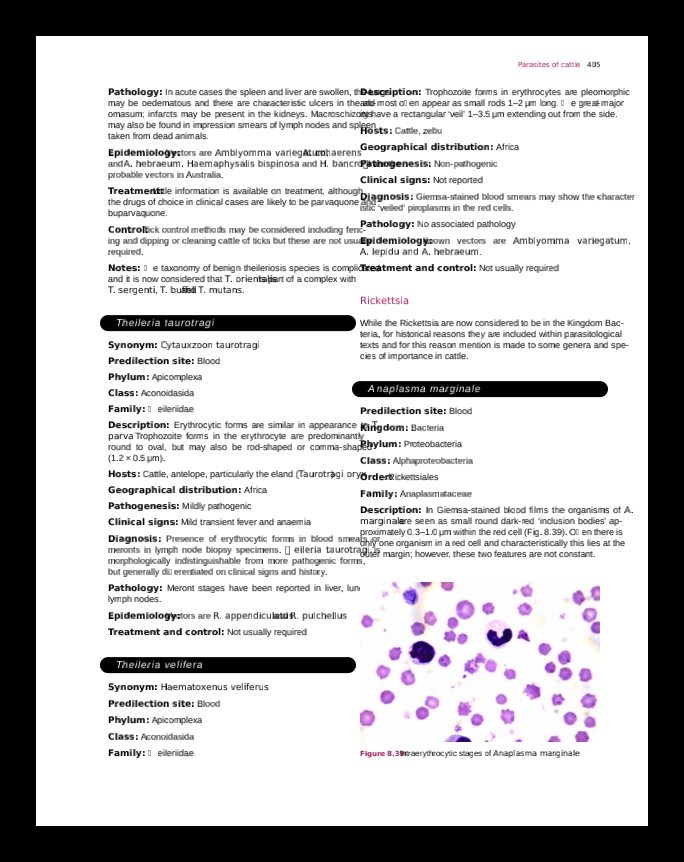 Parasites of cattle 405
Pathology: In acute cases the spleen and liver are swollen, the
may be oedematous and there are characteristic ulcers in the
omasum; infarcts may be present in the kidneys. Macroschizonts
may also be found in impression smears of lymph nodes and spleen
taken from dead animals.
Epidemiology: Vectors are Amblyomma
and A. hebraeum. Haemaphysalis bispinosa and H.
probable vectors in Australia.
Treatment: Little information is available on treatment, although
the drugs of choice in clinical cases are likely to be parvaquone and
buparvaquone.
Control: Tick control methods may be considered including fenc-
ing and dipping or cleaning cattle of ticks but these are not usually
required.
Notes: e taxonomy of benign theileriosis species is complicated
and it is now considered that T. orientalis is part of a complex with
T. sergenti, T. buffeli and T. mutans.
Theileria taurotragi
Synonym: Cytauxzoon taurotragi
Predilection site: Blood
Phylum: Apicomplexa
Class: Aconoidasida
Family: eileriidae
Description: Erythrocytic forms are similar in appearance to T.
parva Trophozoite forms in the erythrocyte are predominantly
round to oval, but may also be rod-shaped or comma-shaped
(1.2 × 0.5 μm).
Hosts: Cattle, antelope, particularly the eland (Taurotragi oryx
Geographical distribution: Africa
Pathogenesis: Mildly pathogenic
Clinical signs: Mild transient fever and anaemia
Diagnosis: Presence of erythrocytic forms in blood smears or
meronts in lymph node biopsy specimens. eileria taurotragi is
morphologically indistinguishable from more pathogenic forms,
but generally di erentiated on clinical signs and history.
Pathology: Meront stages have been reported in liver, lung
lymph nodes.
Epidemiology: Vectors are R. appendiculatus and R. pulchellus
Treatment and control: Not usually required
Theileria velifera
Synonym: Haematoxenus veliferus
Predilection site: Blood
Phylum: Apicomplexa
Class: Aconoidasida
Family: eileriidae
Description: Trophozoite forms in erythrocytes are pleomorphic
and most o en appear as small rods 1–2 μm long. e great major
have a rectangular 'veil' 1–3.5 μm extending out from the side.
Hosts: Cattle, zebu
Geographical distribution: Africa
Pathogenesis: Non-pathogenic
Clinical signs: Not reported
Diagnosis: Giemsa-stained blood smears may show the character
istic 'veiled' piroplasms in the red cells.
Pathology: No associated pathology
Epidemiology: Known vectors are Amblyomma variegatum,
A. lepidu and A. hebraeum.
Treatment and control: Not usually required
Rickettsia
While the Rickettsia are now considered to be in the Kingdom Bac-
teria, for historical reasons they are included within parasitological
texts and for this reason mention is made to some genera and spe-
cies of importance in cattle.
Anaplasma marginale
Predilection site: Blood
Kingdom: Bacteria
Phylum: Proteobacteria
Class: Alphaproteobacteria
Order: Rickettsiales
Family: Anaplasmataceae
Description: In Giemsa-stained blood films the organisms of A.
marginale are seen as small round dark-red 'inclusion bodies' ap-
proximately 0.3–1.0 μm within the red cell (Fig. 8.39). O en there is
only one organism in a red cell and characteristically this lies at the
outer margin; however, these two features are not constant.
Figure 8.39 Intraerythrocytic stages of Anaplasma marginale